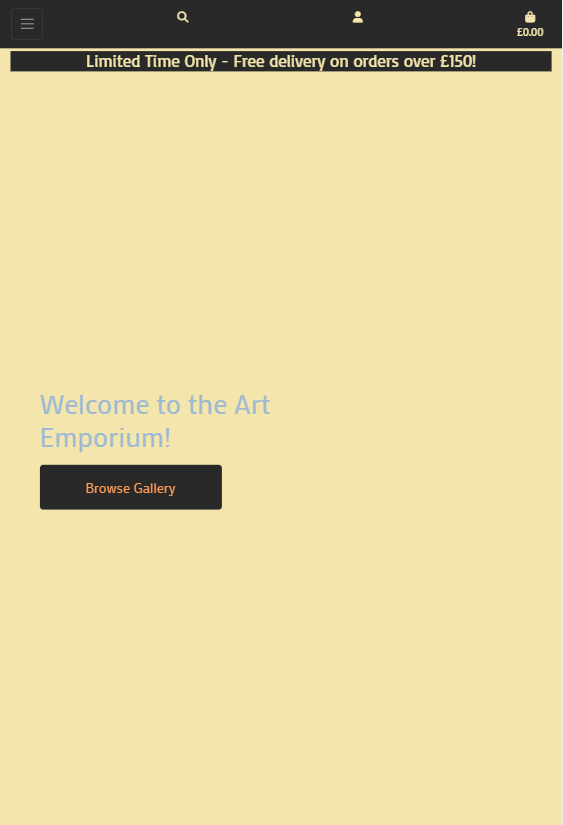 £0.00
Limited Time Only - Free delivery on orders over £150!
Welcome to the Art
Emporium!
Browse Gallery